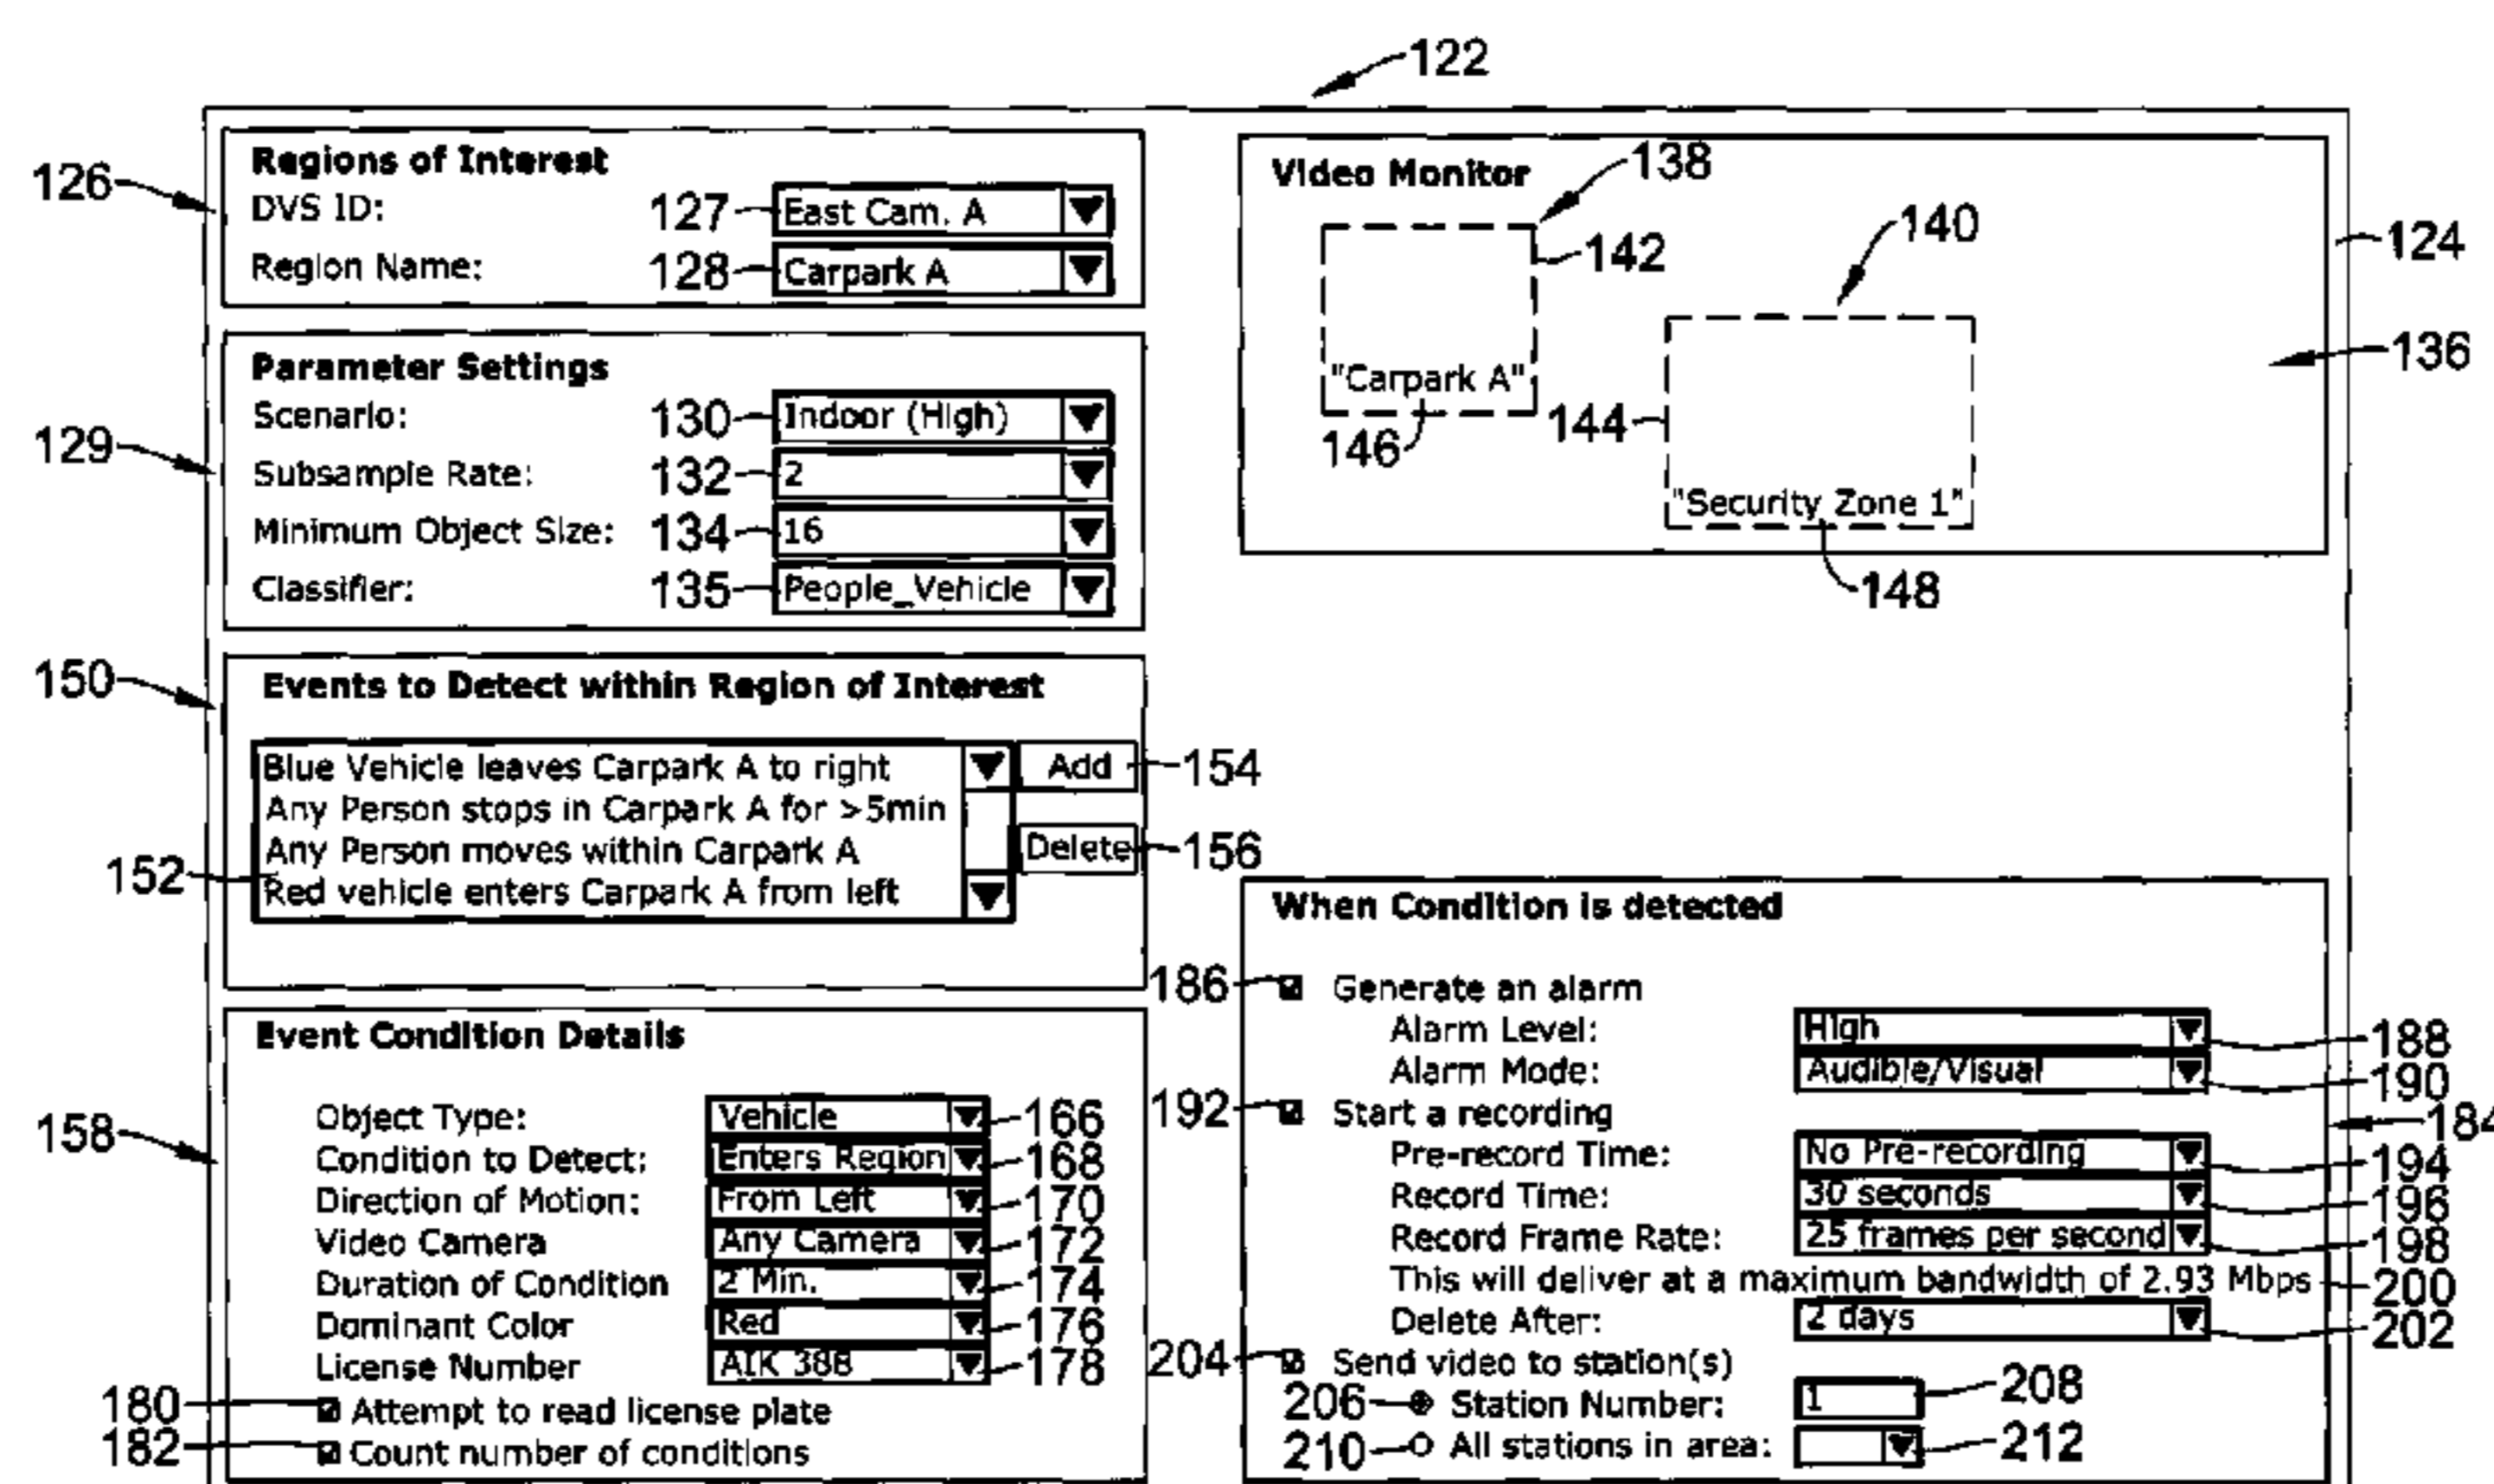 122
Regions of Interest
126
DVS ID: 127 East Cam. A
Region Name: 128 Carpark A
Parameter Settings
129
Scenario: 130 Indoor (High)
Subsample Rate: 132 2
Minimum Object Size: 134 16
Classifier: 135 People_Vehicle
150
Events to Detect within Region of Interest
Blue Vehicle leaves Carpark A to right
Any Person stops in Carpark A for >5min
Any Person moves within Carpark A
Red vehicle enters Carpark A from left
152
Add 154
Delete 156
Event Condition Details
158
Object Type: Vehicle 166
Condition to Detect: Enters Region 168
Direction of Motion: From Left 170
Video Camera Any Camera 172
Duration of Condition 2 Min. 174
Dominant Color Red 176
License Number AIK 388 178
180 Attempt to read license plate
182 Count number of conditions
Video Monitor
138
142
140
124
136
"Carpark A"
146
144
"Security Zone 1"
148
When Condition is detected
186 Generate an alarm
Alarm Level: High 188
Alarm Mode: Audible/Visual 190
184
192 Start a recording
Pre-record Time: No Pre-recording 194
Record Time: 30 seconds 196
Record Frame Rate: 25 frames per second 198
This will deliver at a maximum bandwidth of 2.93 Mbps 200
Delete After: 2 days 202
204 Send video to station(s)
206 Station Number: 1 208
210 All stations in area: 212